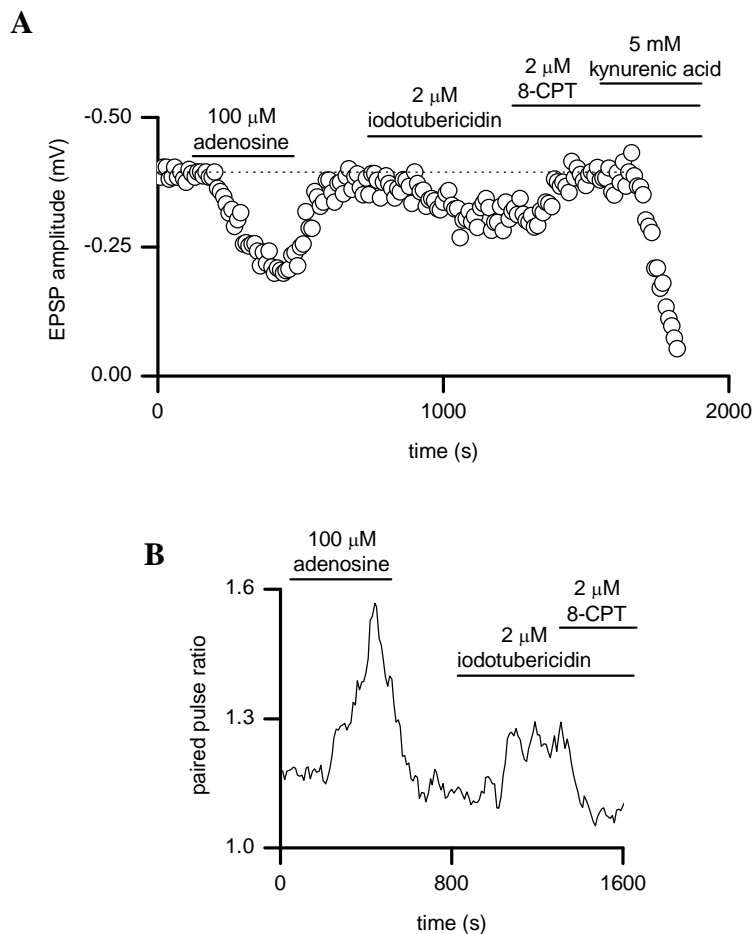 A
5 mM
kynurenic acid
2 μM
8-CPT
2 μM
iodotubericidin
100 μM
adenosine
-0.50
-0.25
0.00
EPSP amplitude (mV)
0
1000
2000
time (s)
B
100 μM
adenosine
2 μM
8-CPT
2 μM
iodotubericidin
1.6
1.3
1.0
paired pulse ratio
0
800
1600
time (s)